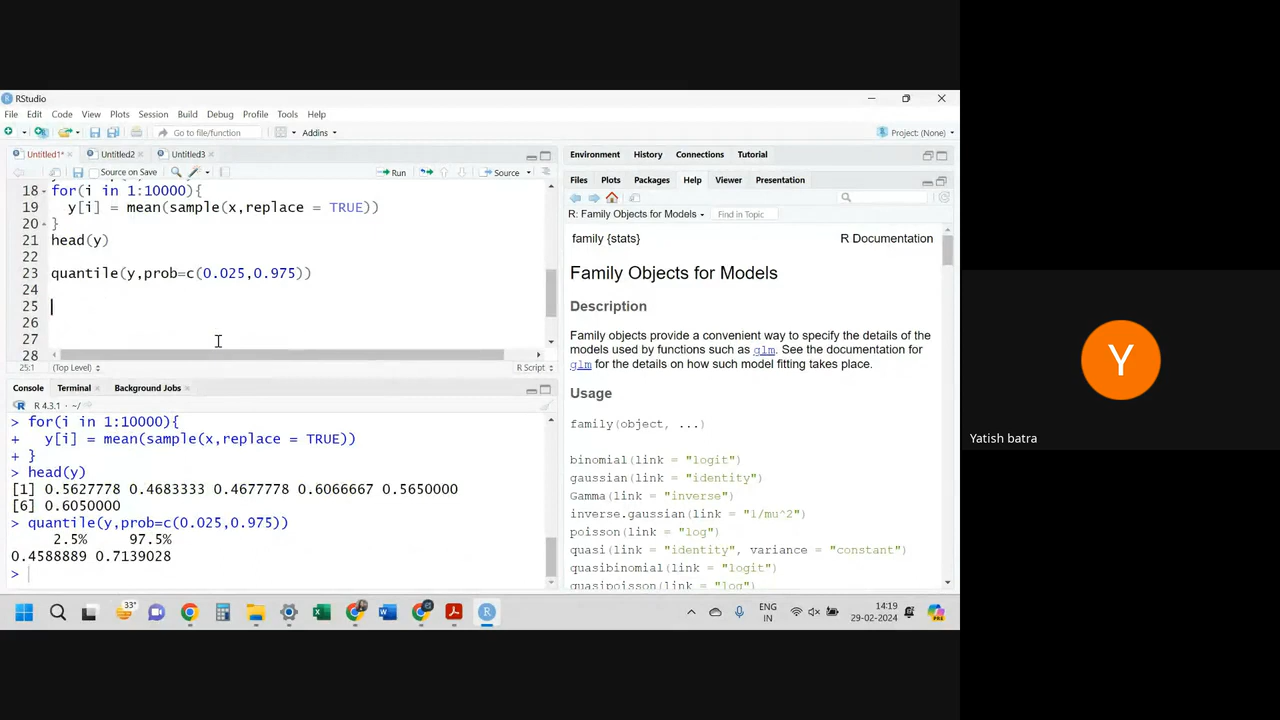 RStudio
File Edit Code View Plots Session Build Debug Profile Tools Help
Go to file/function Addins Project: (None)
Untitled1* Untitled2 Untitled3
Source on Save Run Source
18 for(i in 1:10000){
19 y[i] = mean(sample(x,replace = TRUE))
20 }
21 head(y)
22
23 quantile(y,prob=c(0.025,0.975))
24
25
26
27
28
25:1 (Top Level) R Script
Console Terminal Background Jobs
R 4.3.1 · ~/
> for(i in 1:10000){
+ y[i] = mean(sample(x,replace = TRUE))
+ }
> head(y)
[1] 0.5627778 0.4683333 0.4677778 0.6066667 0.5650000
[6] 0.6050000
> quantile(y,prob=c(0.025,0.975))
2.5% 97.5%
0.4588889 0.7139028
>
Environment History Connections Tutorial
Files Plots Packages Help Viewer Presentation
R: Family Objects for Models Find in Topic
family {stats} R Documentation
Family Objects for Models
Description
Family objects provide a convenient way to specify the details of the
models used by functions such as glm. See the documentation for
glm for the details on how such model fitting takes place.
Usage
family(object, ...)
binomial(link = "logit")
gaussian(link = "identity")
Gamma(link = "inverse")
inverse.gaussian(link = "1/mu^2")
poisson(link = "log")
quasi(link = "identity", variance = "constant")
quasibinomial(link = "logit")
quasipoisson(link = "log")
33°
ENG
IN
14:19
29-02-2024
Y
Yatish batra